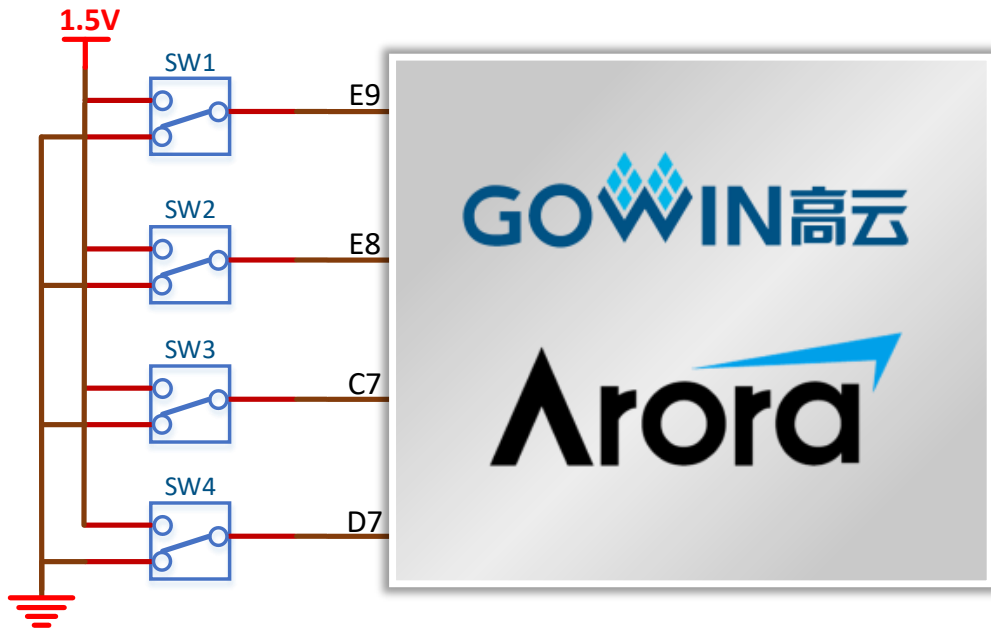 1.5V
SW1
E9
SW2
E8
SW3
C7
SW4
D7
GOWIN高云
Arora